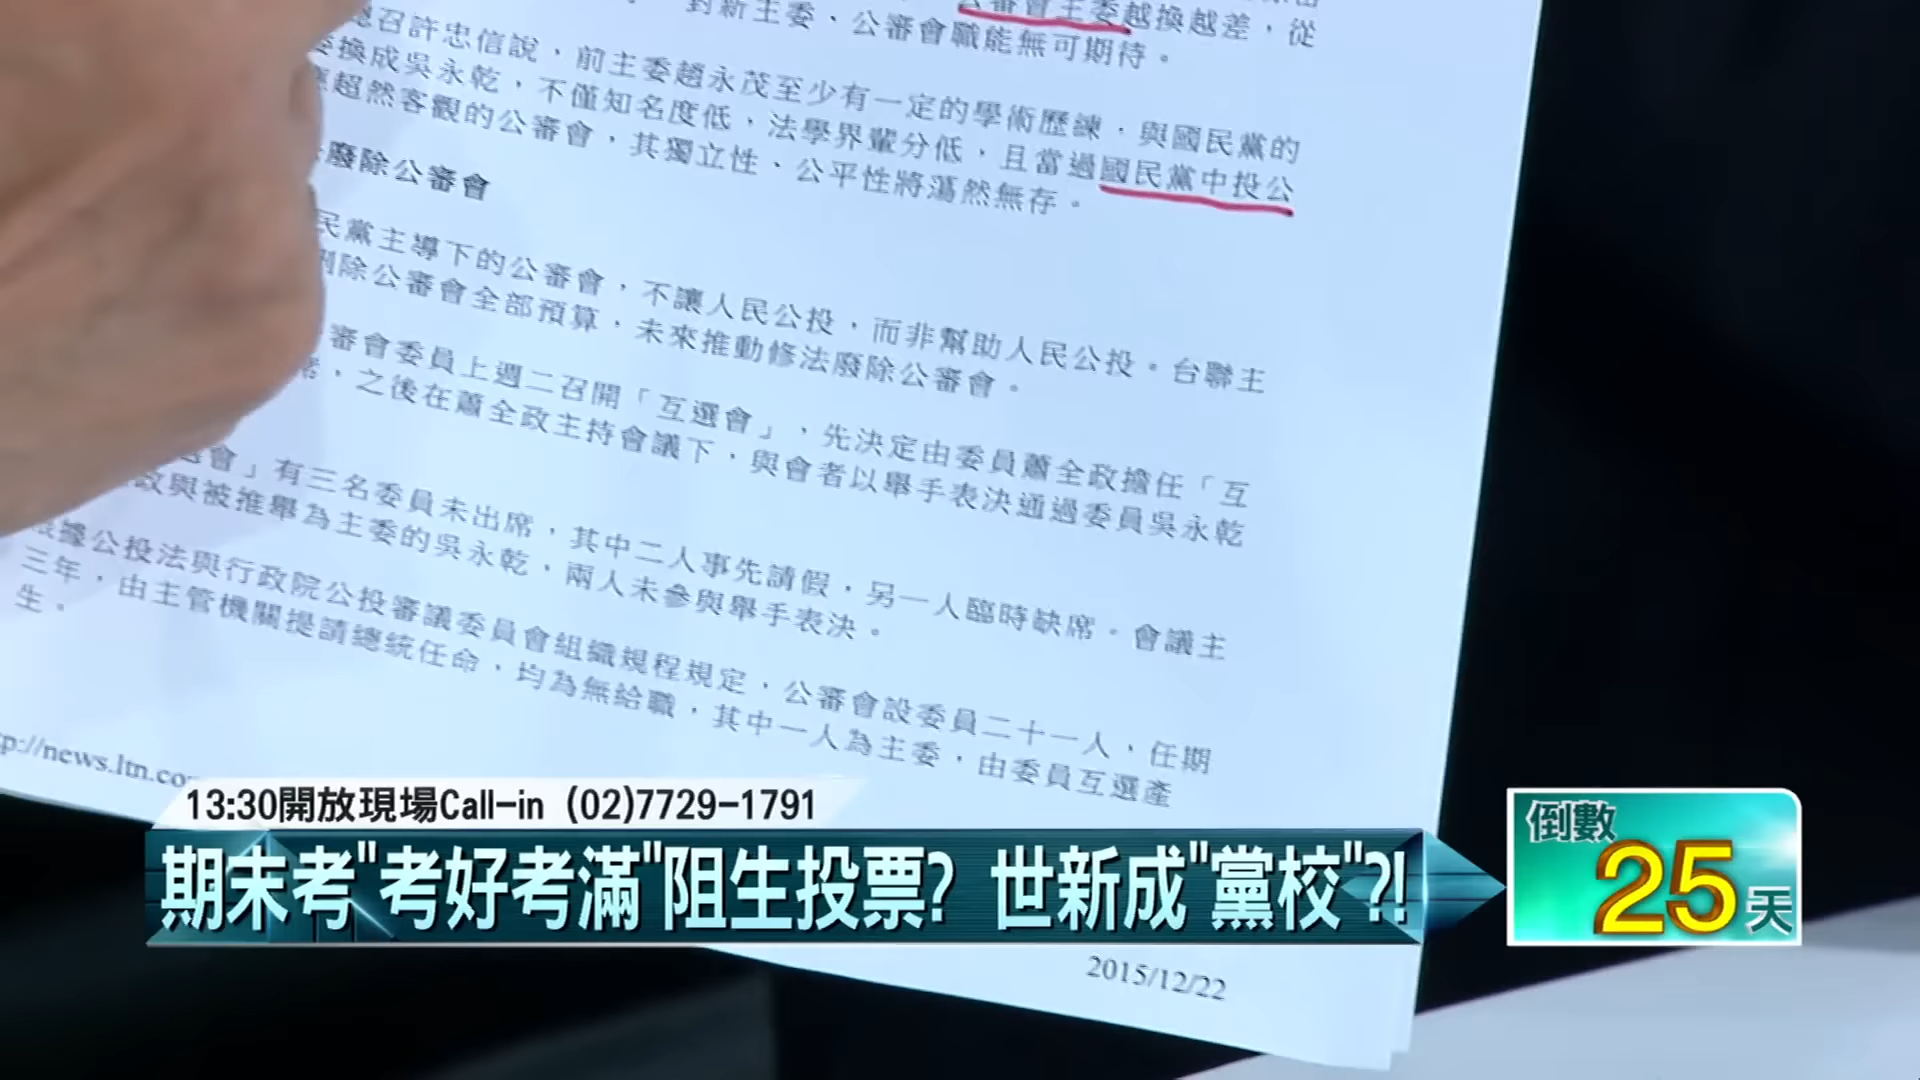 公審會主委越換越差，從
對新主委、公審會職能無可期待。
召許忠信說，前主委趙永茂至少有一定的學術歷練，與國民黨的
換成吳永乾，不僅知名度低，法學界輩分低，且當過國民黨中投公
超然客觀的公審會，其獨立性、公平性將蕩然無存。
廢除公審會
民黨主導下的公審會，不讓人民公投，而非幫助人民公投。台聯主
刪除公審會全部預算，未來推動修法廢除公審會。
審會委員上週二召開「互選會」，先決定由委員蕭全政擔任「互
席，之後在蕭全政主持會議下，與會者以舉手表決通過委員吳永乾
會」有三名委員未出席，其中二人事先請假，另一人臨時缺席。會議主
政與被推舉為主委的吳永乾，兩人未參與舉手表決。
根據公投法與行政院公投審議委員會組織規程規定，公審會設委員二十一人，任期
三年，由主管機關提請總統任命，均為無給職，其中一人為主委，由委員互選產
生。
tp://news.ltn.co
13:30開放現場Call-in (02)7729-1791
期末考"考好考滿"阻生投票? 世新成"黨校"?!
倒數
25天
2015/12/22